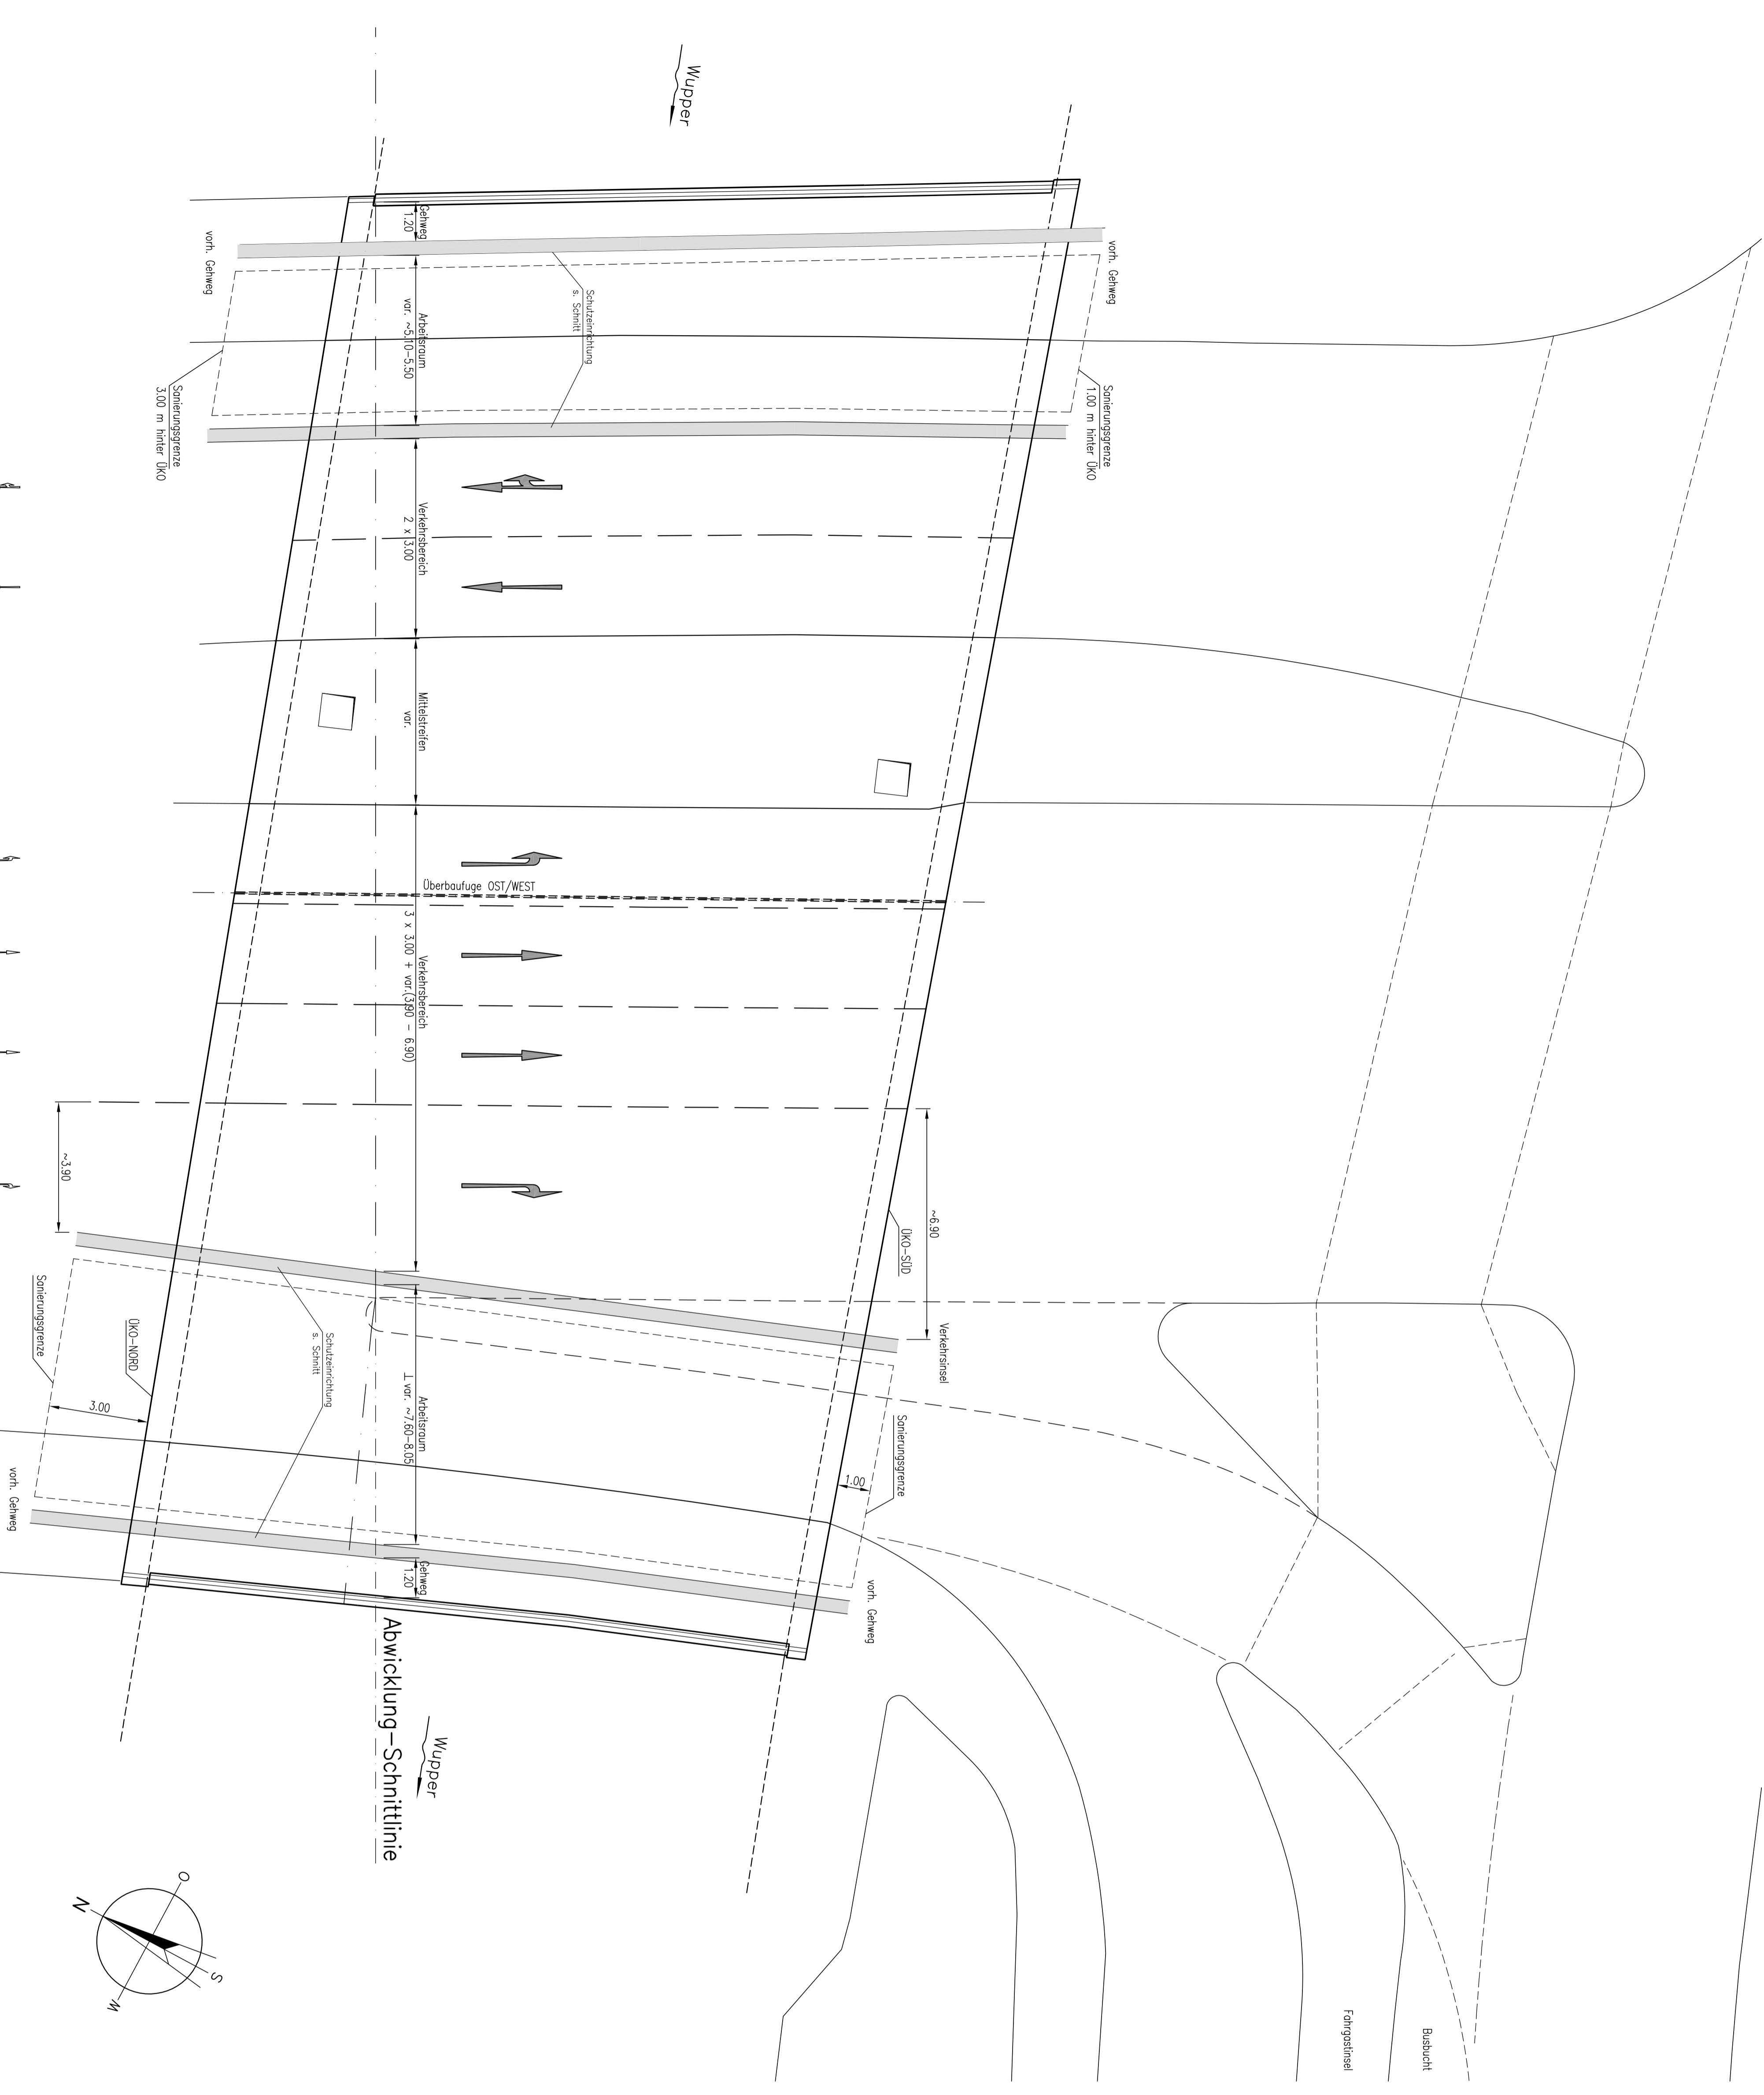 Wupper
Gehweg
1.20
vorh. Gehweg
vorh. Gehweg
Schutzeinrichtung
s. Schnitt
Arbeitsraum
var. ~5.10-5.50
Sanierungsgrenze
3.00 m hinter ÜKO
Sanierungsgrenze
1.00 m hinter ÜKO
Verkehrsbereich
2 x 3.00
Mittelstreifen
var.
Überbaufuge OST/WEST
Verkehrsbereich
3 x 3.00 + var.(3.90 - 6.90)
~3.90
~6.90
ÜKO-SÜD
Sanierungsgrenze
ÜKO-NORD
3.00
Schutzeinrichtung
s. Schnitt
Verkehrsinsel
Arbeitsraum
⊥ var. ~7.60-8.05
Sanierungsgrenze
1.00
vorh. Gehweg
Gehweg
1.20
vorh. Gehweg
Abwicklung-Schnittlinie
Wupper
N
O
S
W
Fahrgastinsel
Busbucht